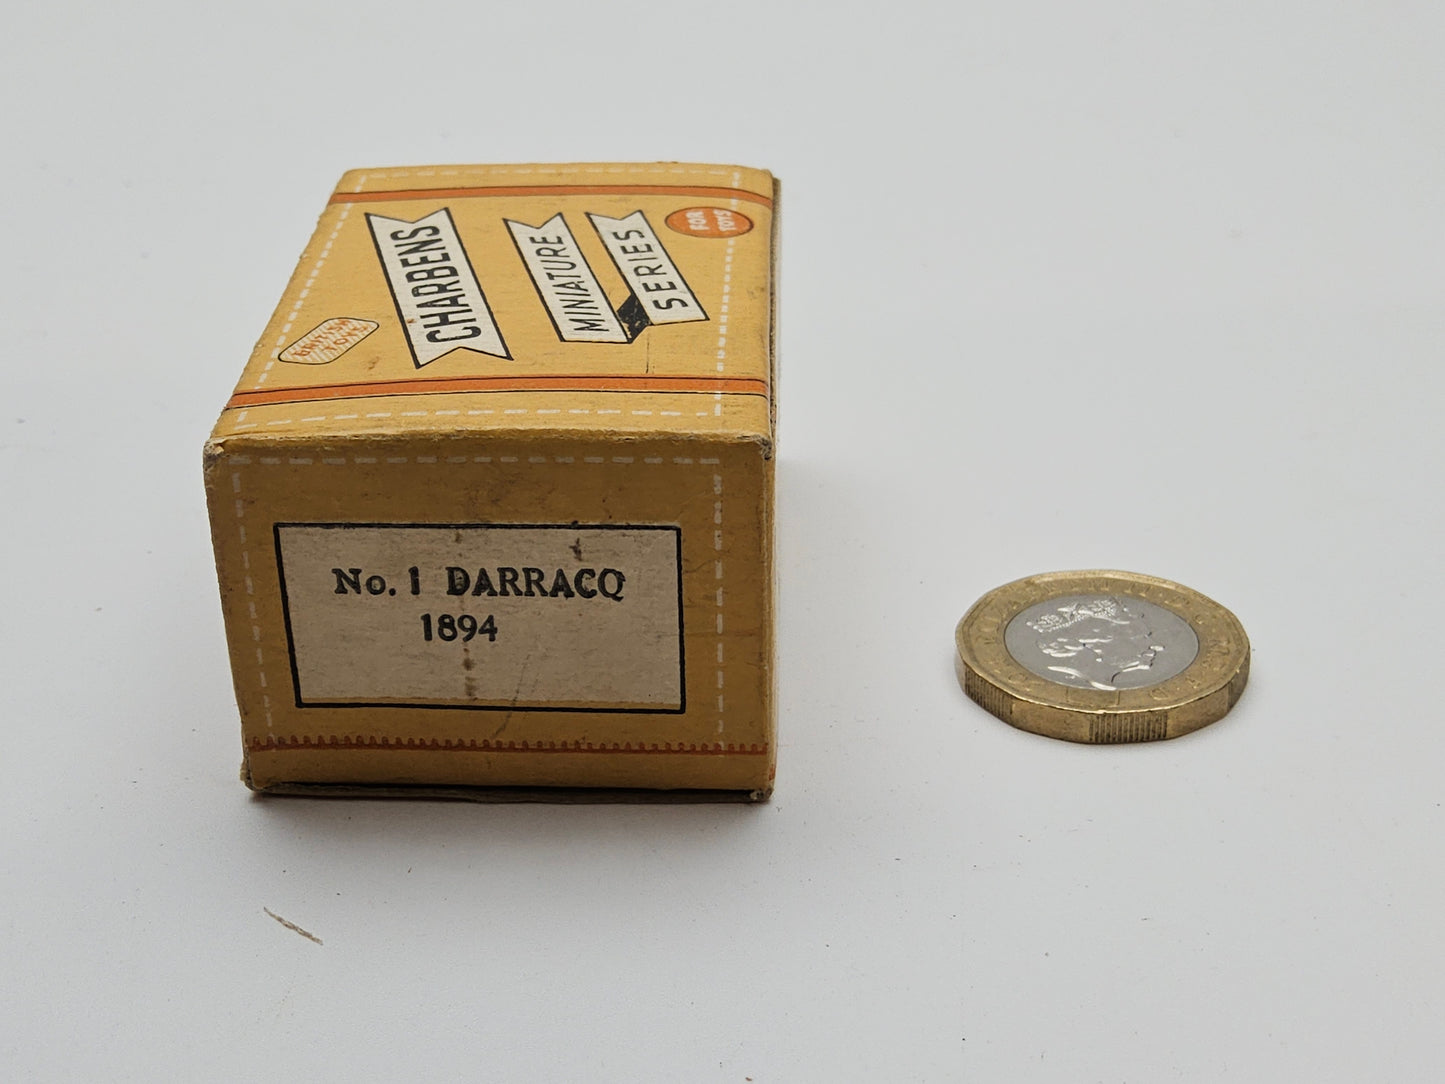 CHARBENS
MINIATURE
SERIES
FOR
TOYS
BRITISH
TOYS
No. 1 DARRACQ
1894